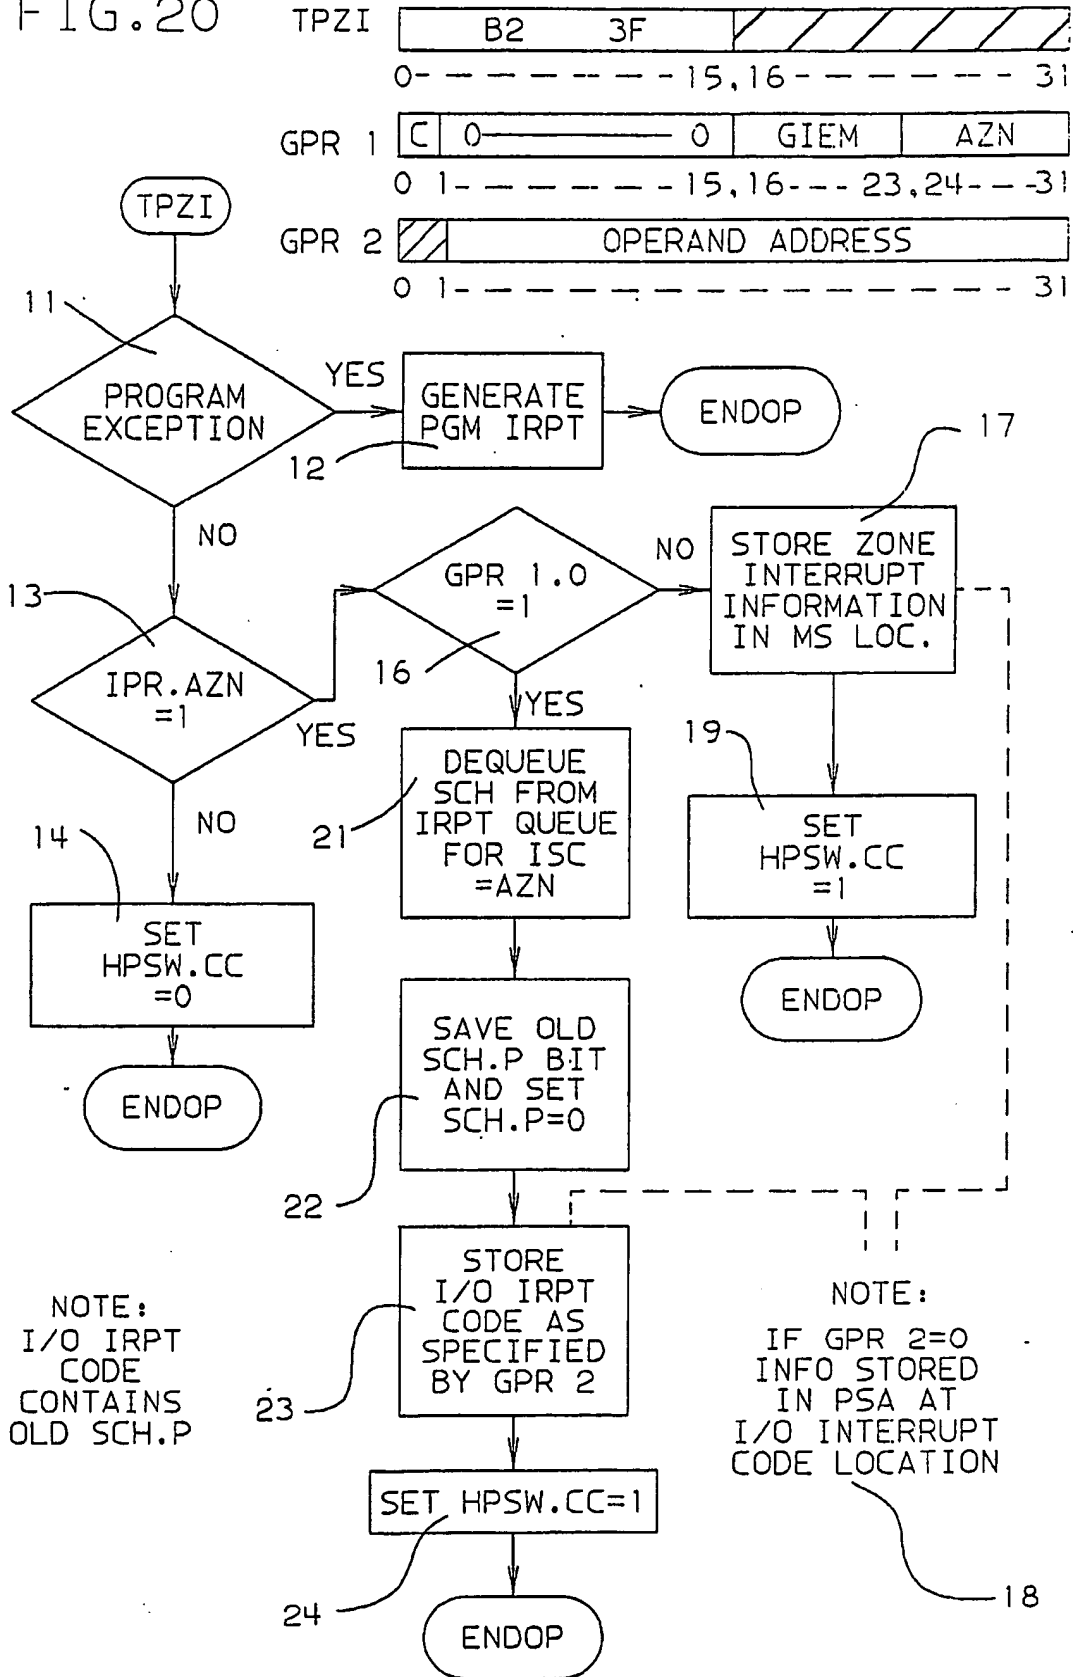 FIG.20
TPZI
B2 3F
0- - - - - - - -15,16- - - - - - - 31
GPR 1
C 0 0 GIEM AZN
0 1- - - - - - -15,16- - - 23,24- - -31
GPR 2
OPERAND ADDRESS
0 1- - - - - - - - - - - - - - - 31
TPZI
11
PROGRAM
EXCEPTION
YES
GENERATE
PGM IRPT
12
ENDOP
NO
13
IPR.AZN
=1
YES
GPR 1.0
=1
16
NO
17
STORE ZONE
INTERRUPT
INFORMATION
IN MS LOC.
YES
19
SET
HPSW.CC
=1
ENDOP
NO
14
SET
HPSW.CC
=0
ENDOP
21
DEQUEUE
SCH FROM
IRPT QUEUE
FOR ISC
=AZN
SAVE OLD
SCH.P BIT
AND SET
SCH.P=0
22
STORE
I/O IRPT
CODE AS
SPECIFIED
BY GPR 2
23
SET HPSW.CC=1
24
ENDOP
NOTE:
I/O IRPT
CODE
CONTAINS
OLD SCH.P
NOTE:
IF GPR 2=0
INFO STORED
IN PSA AT
I/O INTERRUPT
CODE LOCATION
18